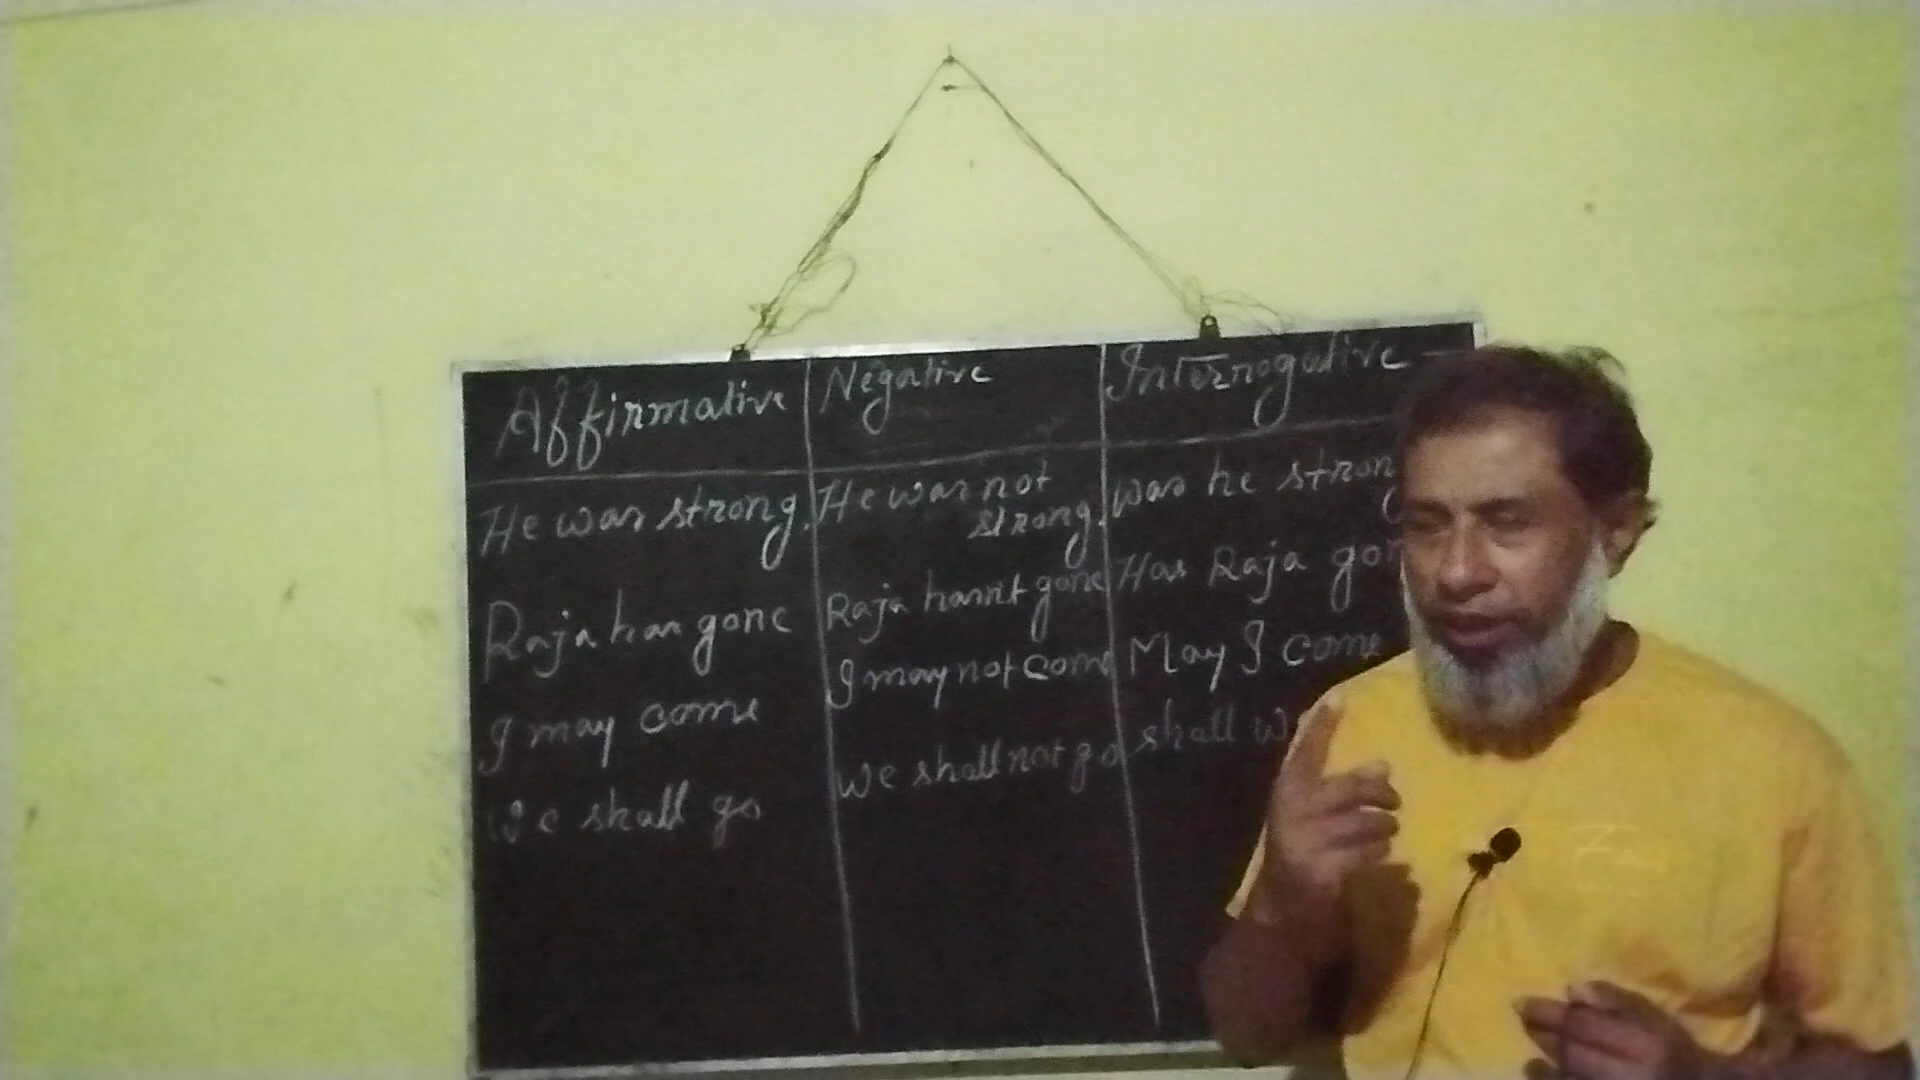 Affirmative
Negative
Interrogative
He was strong.
He was not
strong.
was he strong
Raja has gone
Raja hasn't gone
Has Raja gon
I may come
I may not come
May I come
We shall go
We shall not go
shall w